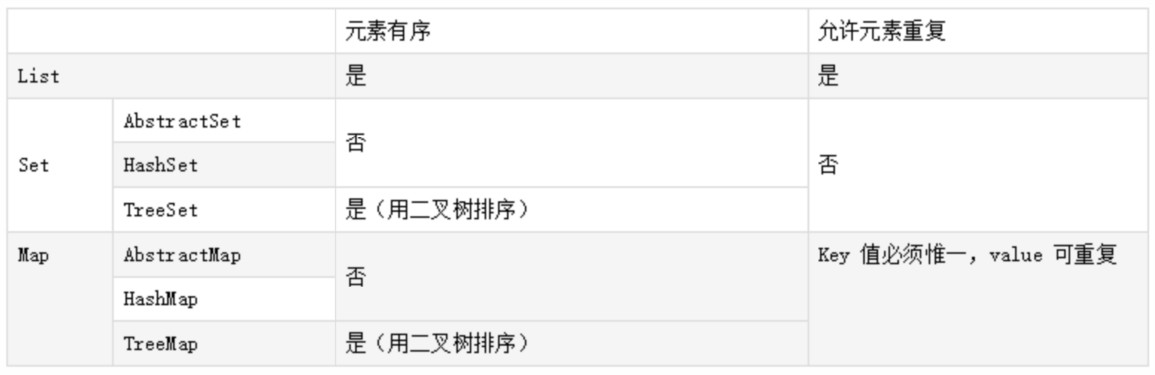 元素有序 允许元素重复
List 是 是
AbstractSet
否
Set HashSet 否
TreeSet 是（用二叉树排序）
Map AbstractMap Key 值必须惟一，value 可重复
否
HashMap
TreeMap 是（用二叉树排序）